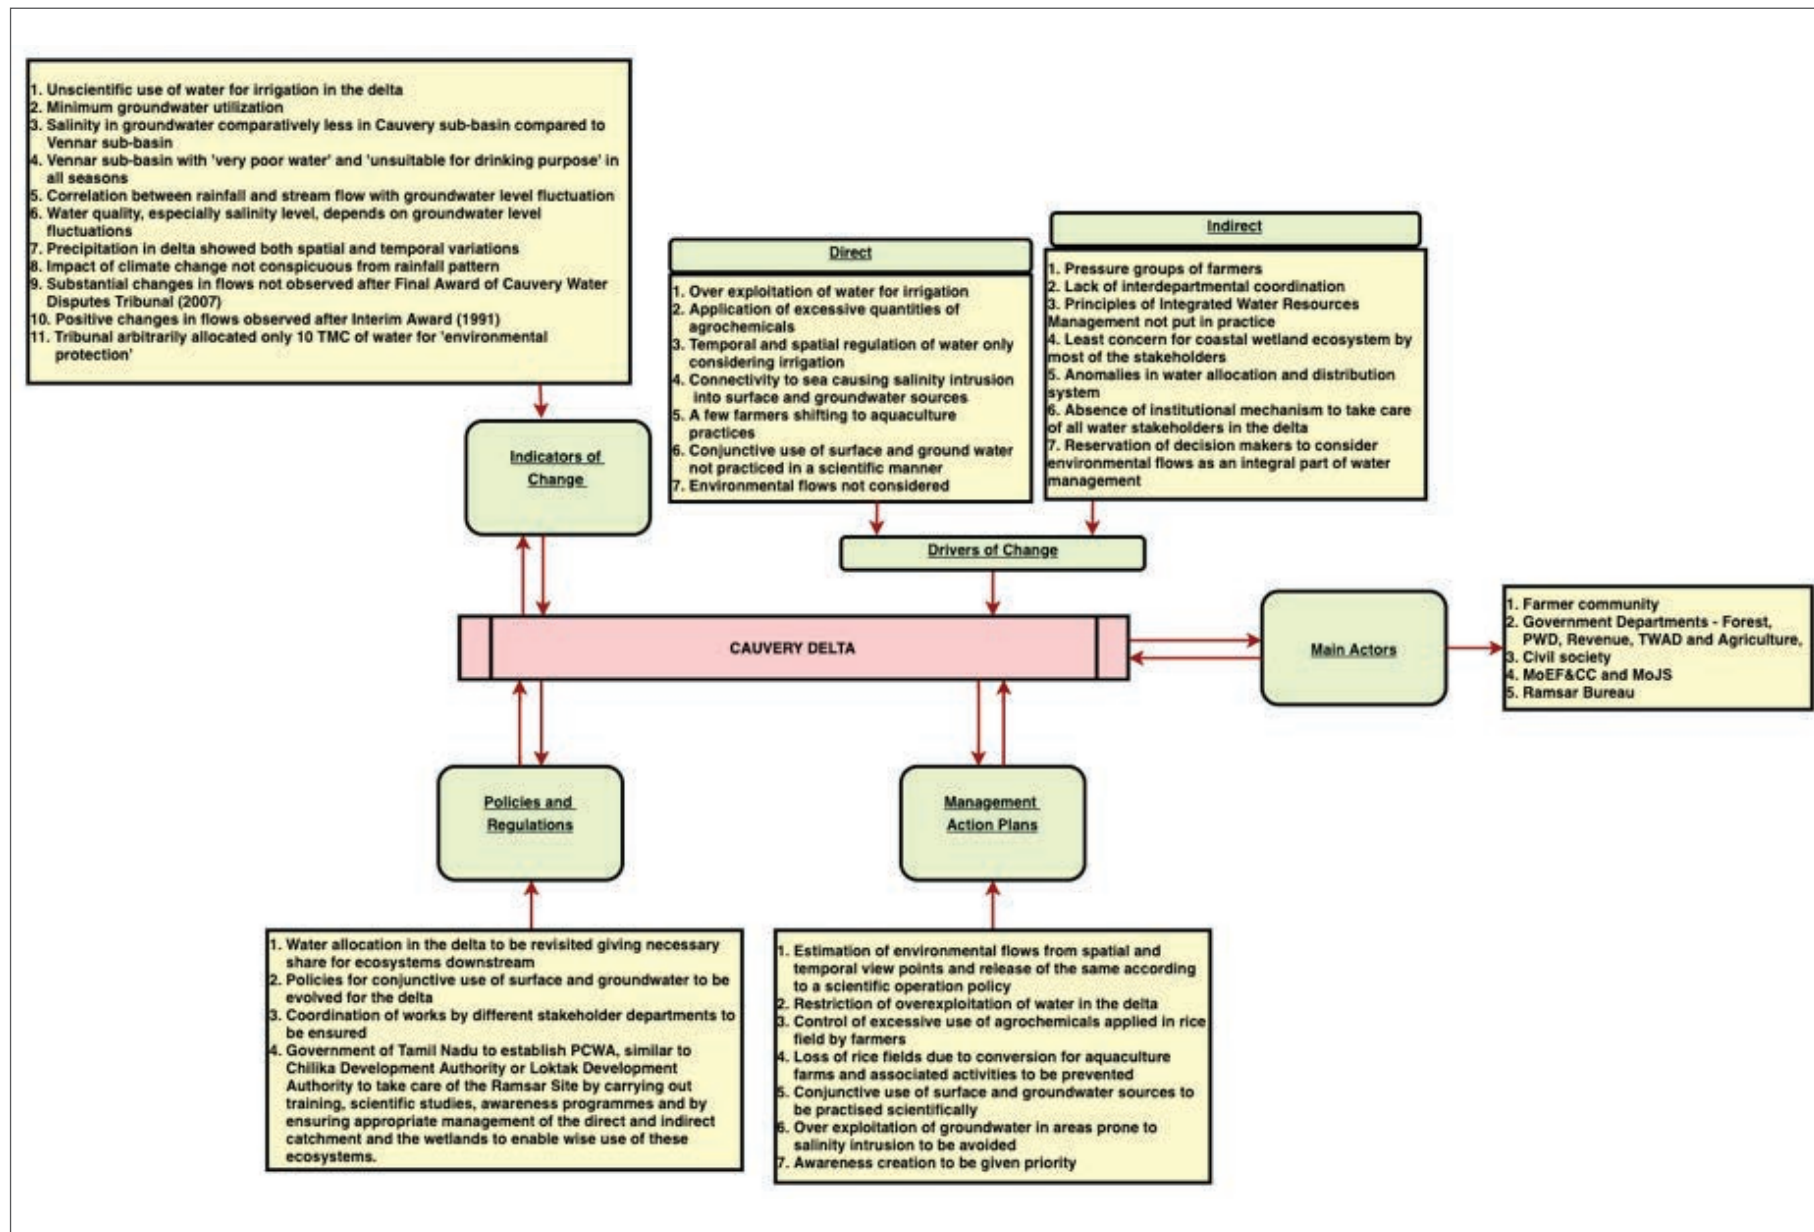 1. Unscientific use of water for irrigation in the delta
2. Minimum groundwater utilization
3. Salinity in groundwater comparatively less in Cauvery sub-basin compared to
Vennar sub-basin
4. Vennar sub-basin with 'very poor water' and 'unsuitable for drinking purpose' in
all seasons
5. Correlation between rainfall and stream flow with groundwater level fluctuation
6. Water quality, especially salinity level, depends on groundwater level
fluctuations
7. Precipitation in delta showed both spatial and temporal variations
8. Impact of climate change not conspicuous from rainfall pattern
9. Substantial changes in flows not observed after Final Award of Cauvery Water
Disputes Tribunal (2007)
10. Positive changes in flows observed after Interim Award (1991)
11. Tribunal arbitrarily allocated only 10 TMC of water for 'environmental
protection'
Indicators of
Change
Direct
1. Over exploitation of water for irrigation
2. Application of excessive quantities of
agrochemicals
3. Temporal and spatial regulation of water only
considering irrigation
4. Connectivity to sea causing salinity intrusion
into surface and groundwater sources
5. A few farmers shifting to aquaculture
practices
6. Conjunctive use of surface and ground water
not practiced in a scientific manner
7. Environmental flows not considered
Indirect
1. Pressure groups of farmers
2. Lack of interdepartmental coordination
3. Principles of Integrated Water Resources
Management not put in practice
4. Least concern for coastal wetland ecosystem by
most of the stakeholders
5. Anomalies in water allocation and distribution
system
6. Absence of institutional mechanism to take care
of all water stakeholders in the delta
7. Reservation of decision makers to consider
environmental flows as an integral part of water
management
Drivers of Change
CAUVERY DELTA
Main Actors
1. Farmer community
2. Government Departments - Forest,
PWD, Revenue, TWAD and Agriculture,
3. Civil society
4. MoEF&CC and MoJS
5. Ramsar Bureau
Policies and
Regulations
Management
Action Plans
1. Water allocation in the delta to be revisited giving necessary
share for ecosystems downstream
2. Policies for conjunctive use of surface and groundwater to be
evolved for the delta
3. Coordination of works by different stakeholder departments to
be ensured
4. Government of Tamil Nadu to establish PCWA, similar to
Chilika Development Authority or Loktak Development
Authority to take care of the Ramsar Site by carrying out
training, scientific studies, awareness programmes and by
ensuring appropriate management of the direct and indirect
catchment and the wetlands to enable wise use of these
ecosystems.
1. Estimation of environmental flows from spatial and
temporal view points and release of the same according
to a scientific operation policy
2. Restriction of overexploitation of water in the delta
3. Control of excessive use of agrochemicals applied in rice
field by farmers
4. Loss of rice fields due to conversion for aquaculture
farms and associated activities to be prevented
5. Conjunctive use of surface and groundwater sources to
be practised scientifically
6. Over exploitation of groundwater in areas prone to
salinity intrusion to be avoided
7. Awareness creation to be given priority